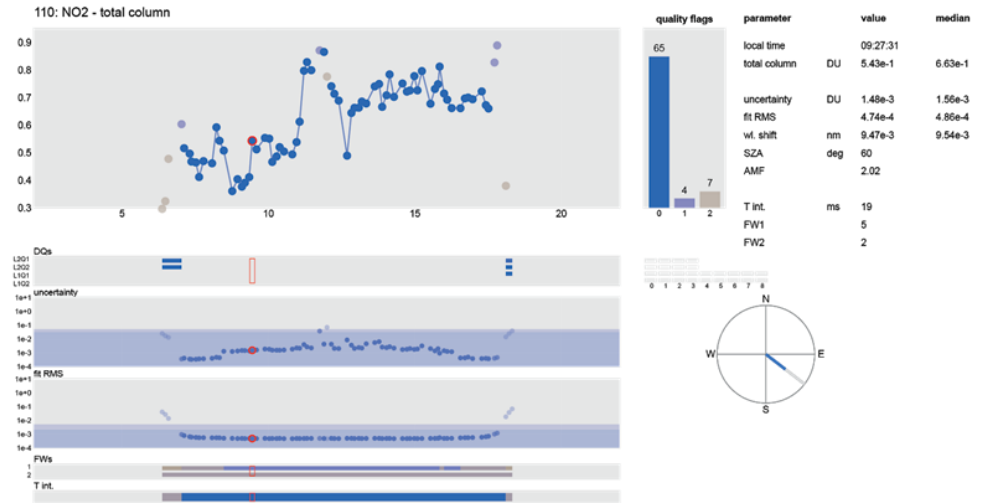 110: NO2 - total column
quality flags
parameter value median
local time 09:27:31
total column DU 5.43e-1 6.63e-1
uncertainty DU 1.48e-3 1.56e-3
fit RMS 4.74e-4 4.86e-4
wl. shift nm 9.47e-3 9.54e-3
SZA deg 60
AMF 2.02
T int. ms 19
FW1 5
FW2 2
0.9
0.8
0.7
0.6
0.5
0.4
0.3
5 10 15 20
65
4
7
0 1 2
DQs
L2Q1
L2Q2
L1Q1
L1Q2
0 1 2 3 4 5 6 7 8
uncertainty
1e+1
1e+0
1e-1
1e-2
1e-3
1e-4
fit RMS
1e+1
1e+0
1e-1
1e-2
1e-3
1e-4
FWs
1
2
T int.
N
W E
S